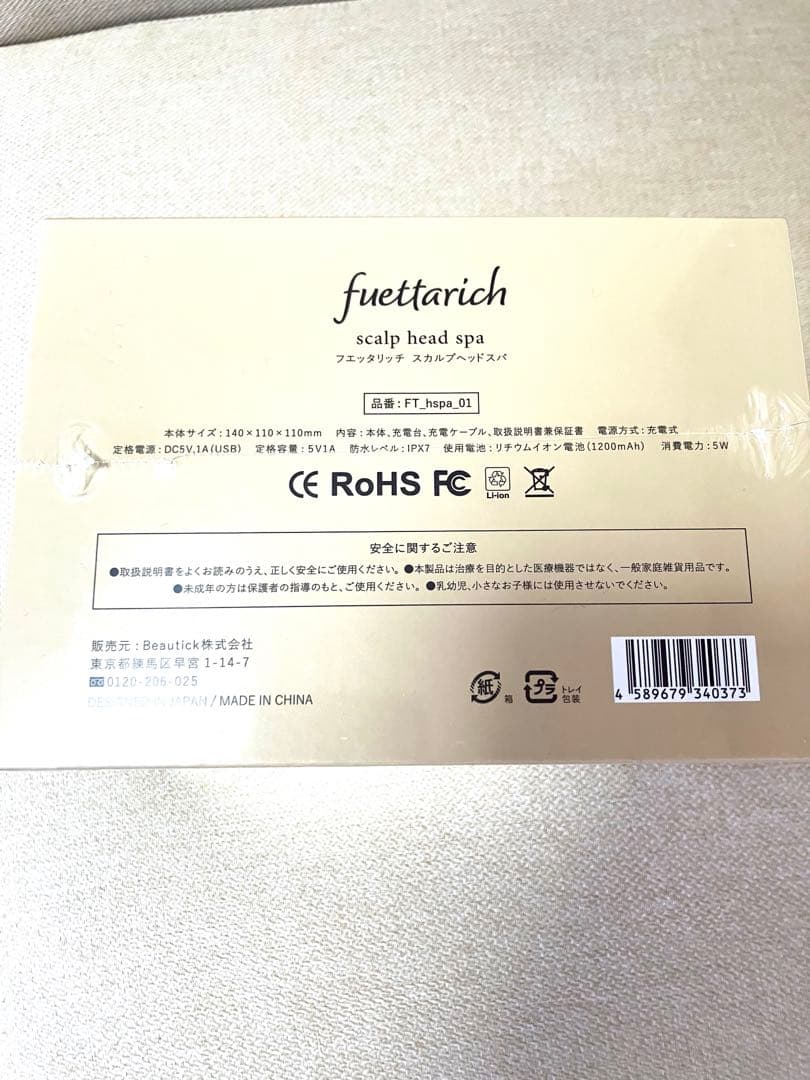 fuettarich
scalp head spa
フエッタリッチ スカルプヘッドスパ
品番：FT_hspa_01
本体サイズ：140×110×110mm 内容：本体、充電台、充電ケーブル、取扱説明書兼保証書 電源方式：充電式
定格電源：DC5V,1A(USB) 定格容量：5V1A 防水レベル：IPX7 使用電池：リチウムイオン電池(1200mAh) 消費電力：5W
CE RoHS FC Li-ion
安全に関するご注意
●取扱説明書をよくお読みのうえ、正しく安全にご使用ください。●本製品は治療を目的とした医療機器ではなく、一般家庭雑貨用品です。
●未成年の方は保護者の指導のもと、ご使用ください。●乳幼児、小さなお子様には使用させないでください。
販売元：Beautick株式会社
東京都練馬区早宮 1-14-7
0120-206-025
DESIGNED IN JAPAN / MADE IN CHINA
紙 箱
プラ トレイ 包装
4 589679 340373